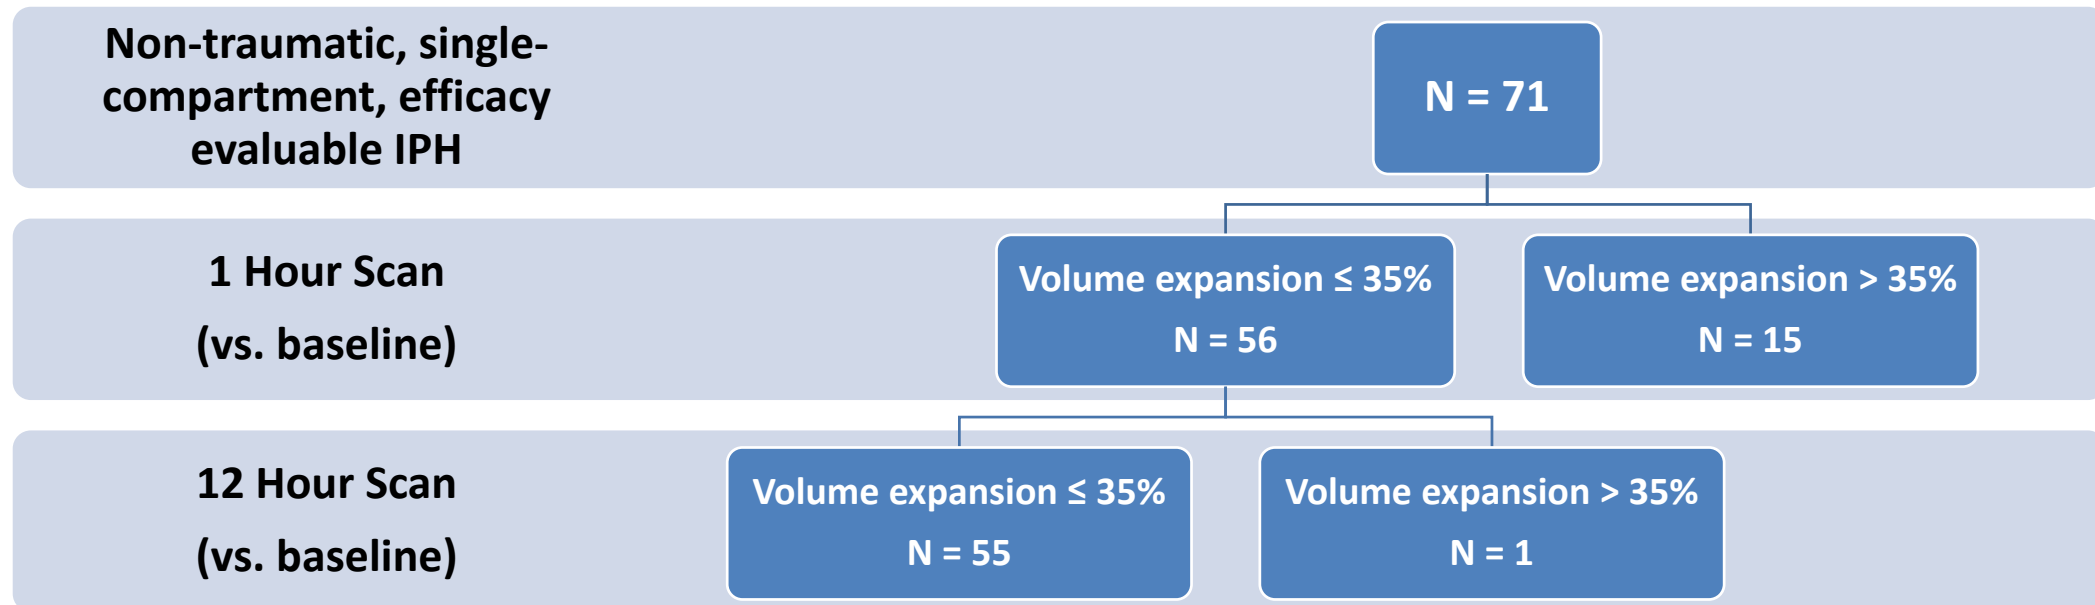 Non-traumatic, single-
compartment, efficacy
evaluable IPH
N = 71
1 Hour Scan
(vs. baseline)
Volume expansion ≤ 35%
N = 56
Volume expansion > 35%
N = 15
12 Hour Scan
(vs. baseline)
Volume expansion ≤ 35%
N = 55
Volume expansion > 35%
N = 1